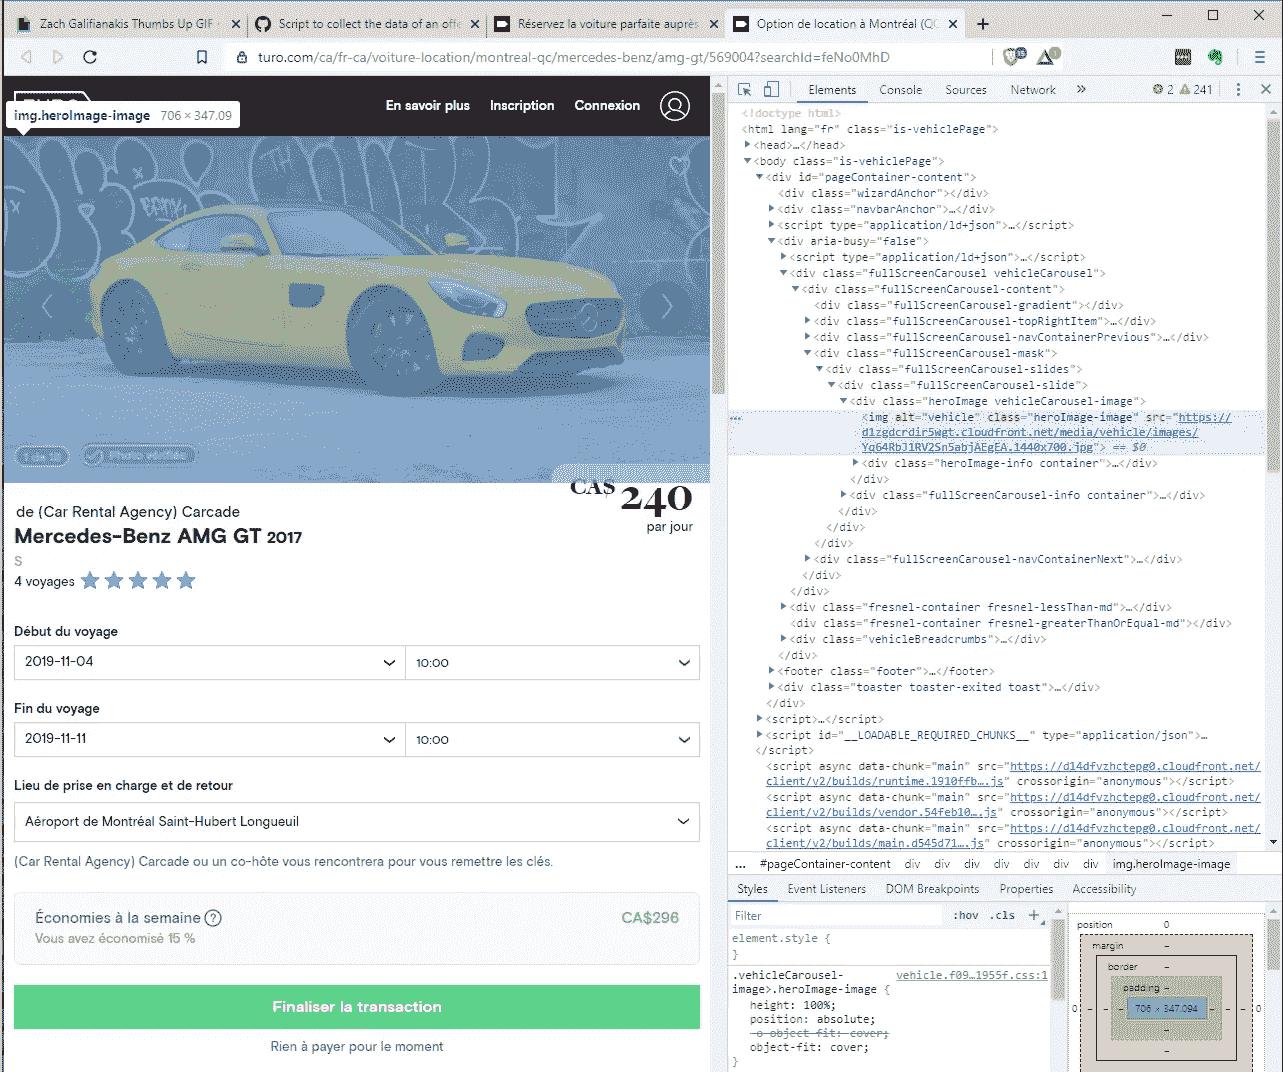 Zach Galifianakis Thumbs Up GIF
Script to collect the data of an offe
Réservez la voiture parfaite auprès
Option de location à Montréal (QC
turo.com/ca/fr-ca/voiture-location/montreal-qc/mercedes-benz/amg-gt/569004?searchId=feNo0MhD
En savoir plus Inscription Connexion
img.heroImage-image 706 × 347.09
de (Car Rental Agency) Carcade
Mercedes-Benz AMG GT 2017
S
4 voyages
CA$ 240
par jour
Début du voyage
2019-11-04 10:00
Fin du voyage
2019-11-11 10:00
Lieu de prise en charge et de retour
Aéroport de Montréal Saint-Hubert Longueuil
(Car Rental Agency) Carcade ou un co-hôte vous rencontrera pour vous remettre les clés.
Économies à la semaine ? CA$296
Vous avez économisé 15 %
Finaliser la transaction
Rien à payer pour le moment
Elements Console Sources Network » 2 241
<!doctype html>
<html lang="fr" class="is-vehiclePage">
<head>…</head>
<body class="is-vehiclePage">
<div id="pageContainer-content">
<div class="wizardAnchor"></div>
<div class="navbarAnchor">…</div>
<script type="application/ld+json">…</script>
<div aria-busy="false">
<script type="application/ld+json">…</script>
<div class="fullScreenCarousel vehicleCarousel">
<div class="fullScreenCarousel-content">
<div class="fullScreenCarousel-gradient"></div>
<div class="fullScreenCarousel-topRightItem">…</div>
<div class="fullScreenCarousel-navContainerPrevious">…</div>
<div class="fullScreenCarousel-mask">
<div class="fullScreenCarousel-slides">
<div class="fullScreenCarousel-slide">
<div class="heroImage vehicleCarousel-image">
<img alt="vehicle" class="heroImage-image" src="https://
d1zgdcrdir5wgt.cloudfront.net/media/vehicle/images/
Yq64RbJ1RV2Sn5abjAEgEA.1440x700.jpg"> == $0
<div class="heroImage-info container">…</div>
</div>
<div class="fullScreenCarousel-info container">…</div>
</div>
</div>
</div>
<div class="fullScreenCarousel-navContainerNext">…</div>
</div>
</div>
<div class="fresnel-container fresnel-lessThan-md">…</div>
<div class="fresnel-container fresnel-greaterThanOrEqual-md"></div>
<div class="vehicleBreadcrumbs">…</div>
</div>
<footer class="footer">…</footer>
<div class="toaster toaster-exited toast">…</div>
</div>
<script>…</script>
<script id="__LOADABLE_REQUIRED_CHUNKS__" type="application/json">…
</script>
<script async data-chunk="main" src="https://d14dfvzhctepg0.cloudfront.net/
client/v2/builds/runtime.1910ffb….js" crossorigin="anonymous"></script>
<script async data-chunk="main" src="https://d14dfvzhctepg0.cloudfront.net/
client/v2/builds/vendor.54feb10….js" crossorigin="anonymous"></script>
<script async data-chunk="main" src="https://d14dfvzhctepg0.cloudfront.net/
client/v2/builds/main.d545d71….js" crossorigin="anonymous"></script>
... #pageContainer-content div div div div div div div img.heroImage-image
Styles Event Listeners DOM Breakpoints Properties Accessibility
Filter :hov .cls +
element.style {
}
.vehicleCarousel- vehicle.f09…1955f.css:1
image>.heroImage-image {
height: 100%;
position: absolute;
-o-object-fit: cover;
object-fit: cover;
}
position 0
margin –
border –
padding –
0 – – – 706 × 347.094 – – – 0
–
–